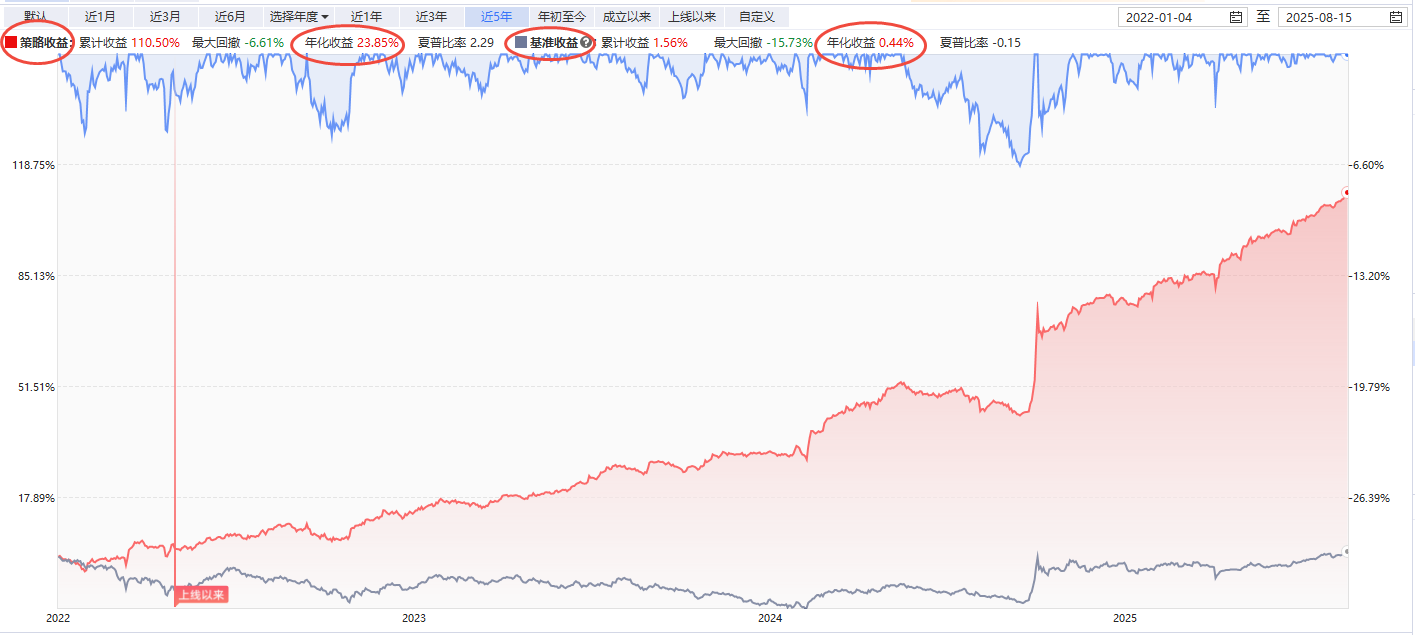 默认 近1月 近3月 近6月 选择年度 近1年 近3年 近5年 年初至今 成立以来 上线以来 自定义 2022-01-04 至 2025-08-15
策略收益: 累计收益 110.50% 最大回撤 -6.61% 年化收益 23.85% 夏普比率 2.29 基准收益 ? : 累计收益 1.56% 最大回撤 -15.73% 年化收益 0.44% 夏普比率 -0.15
118.75% -6.60%
85.13% -13.20%
51.51% -19.79%
17.89% -26.39%
上线以来
2022 2023 2024 2025